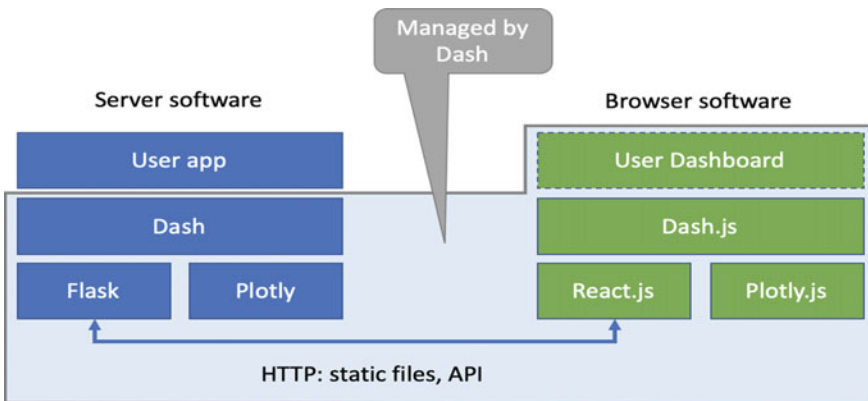 Managed by
Dash
Server software
Browser software
User app
User Dashboard
Dash
Dash.js
Flask
Plotly
React.js
Plotly.js
HTTP: static files, API